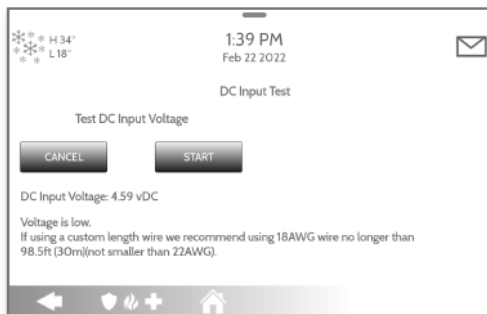 H 34°
L 18°
1:39 PM
Feb 22 2022
DC Input Test
Test DC Input Voltage
CANCEL
START
DC Input Voltage: 4.59 vDC
Voltage is low.
If using a custom length wire we recommend using 18AWG wire no longer than
98.5ft (30m)(not smaller than 22AWG).